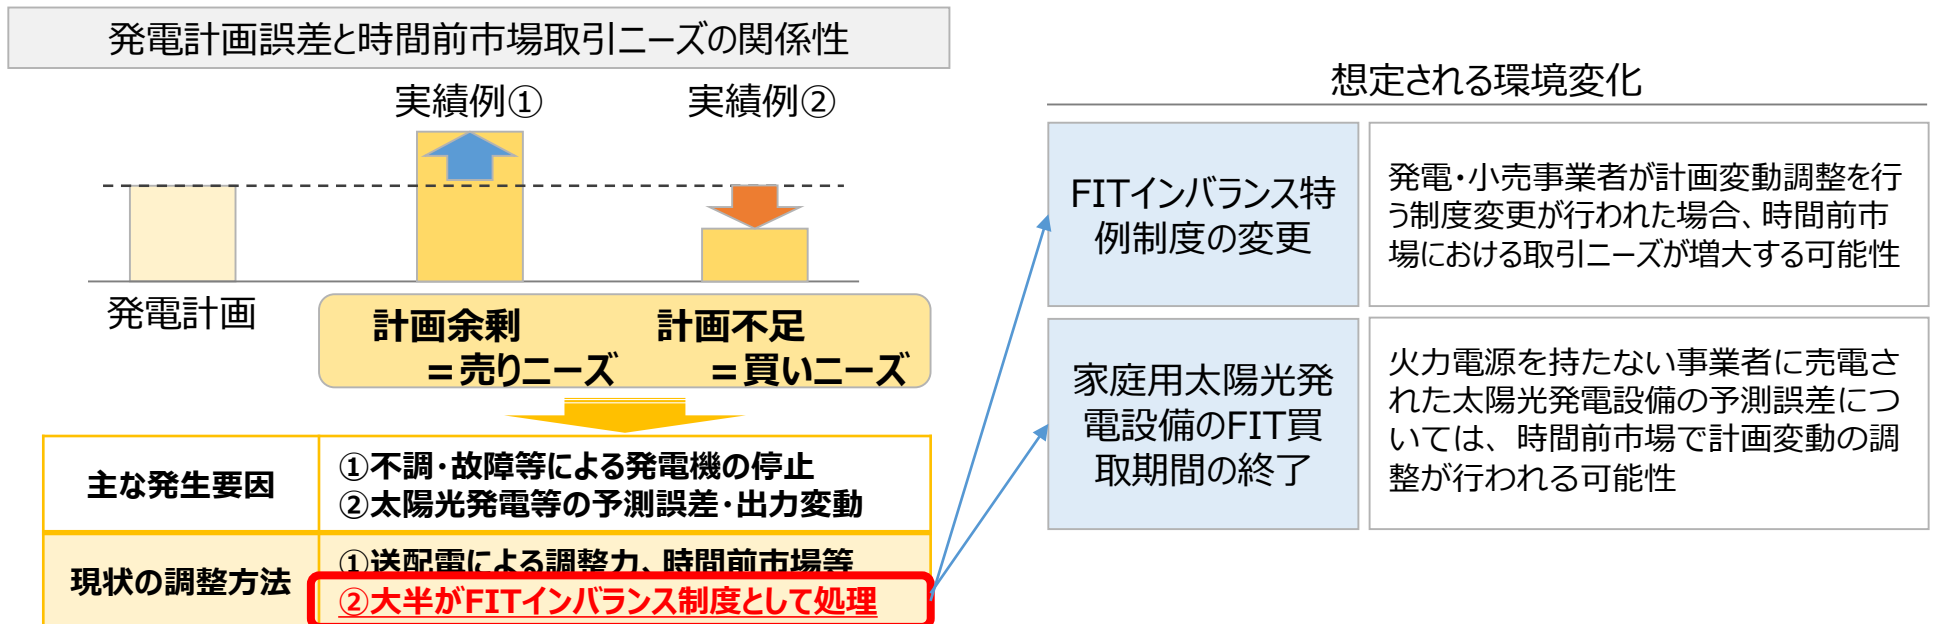 発電計画誤差と時間前市場取引ニーズの関係性
実績例①
実績例②
発電計画
計画余剰
=売りニーズ
計画不足
=買いニーズ
主な発生要因
①不調・故障等による発電機の停止
②太陽光発電等の予測誤差・出力変動
現状の調整方法
①送配電による調整力、時間前市場等
②大半がFITインバランス制度として処理
想定される環境変化
FITインバランス特
例制度の変更
発電・小売事業者が計画変動調整を行
う制度変更が行われた場合、時間前市
場における取引ニーズが増大する可能性
家庭用太陽光発
電設備のFIT買
取期間の終了
火力電源を持たない事業者に売電さ
れた太陽光発電設備の予測誤差につ
いては、時間前市場で計画変動の調
整が行われる可能性